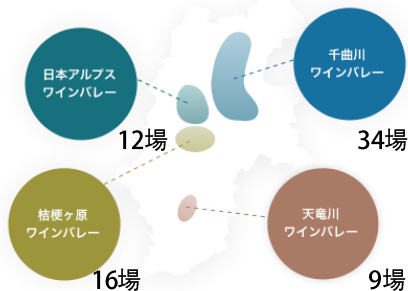 日本アルプス
ワインバレー
12場
千曲川
ワインバレー
34場
桔梗ヶ原
ワインバレー
16場
天竜川
ワインバレー
9場